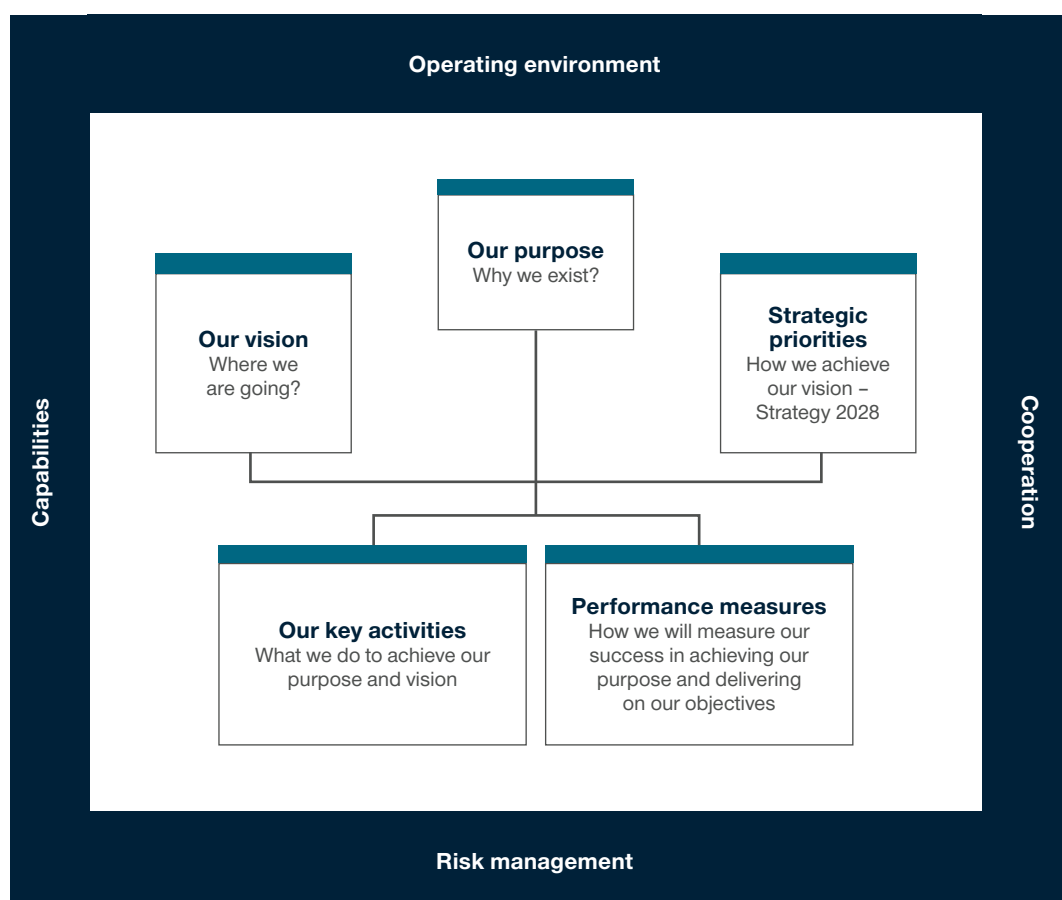 Operating environment
Our purpose
Why we exist?
Our vision
Where we
are going?
Strategic
priorities
How we achieve
our vision –
Strategy 2028
Capabilities
Cooperation
Our key activities
What we do to achieve our
purpose and vision
Performance measures
How we will measure our
success in achieving our
purpose and delivering
on our objectives
Risk management